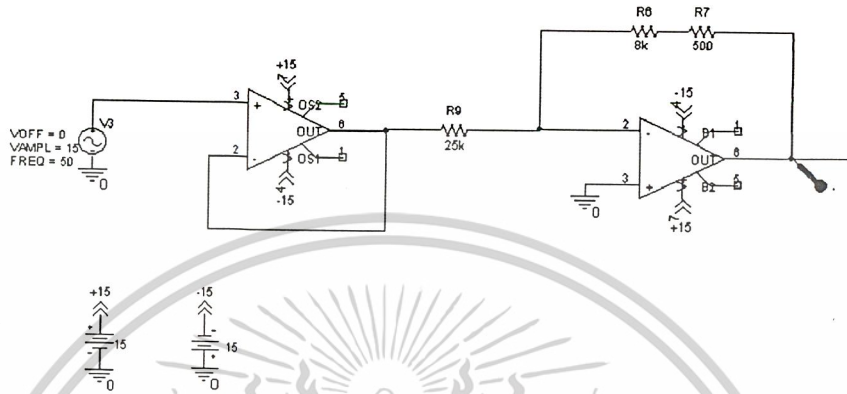 R6
R7
8k
500
+15
7
3
+
OS2
5
V3
VOFF = 0
VAMPL = 15
FREQ = 50
0
OUT
6
2
-
OS1
1
4
-15
R9
25k
-15
4
2
-
B1
1
OUT
6
3
+
B2
5
0
7
+15
+15
-15
+
-
15
0
-
+
15
0